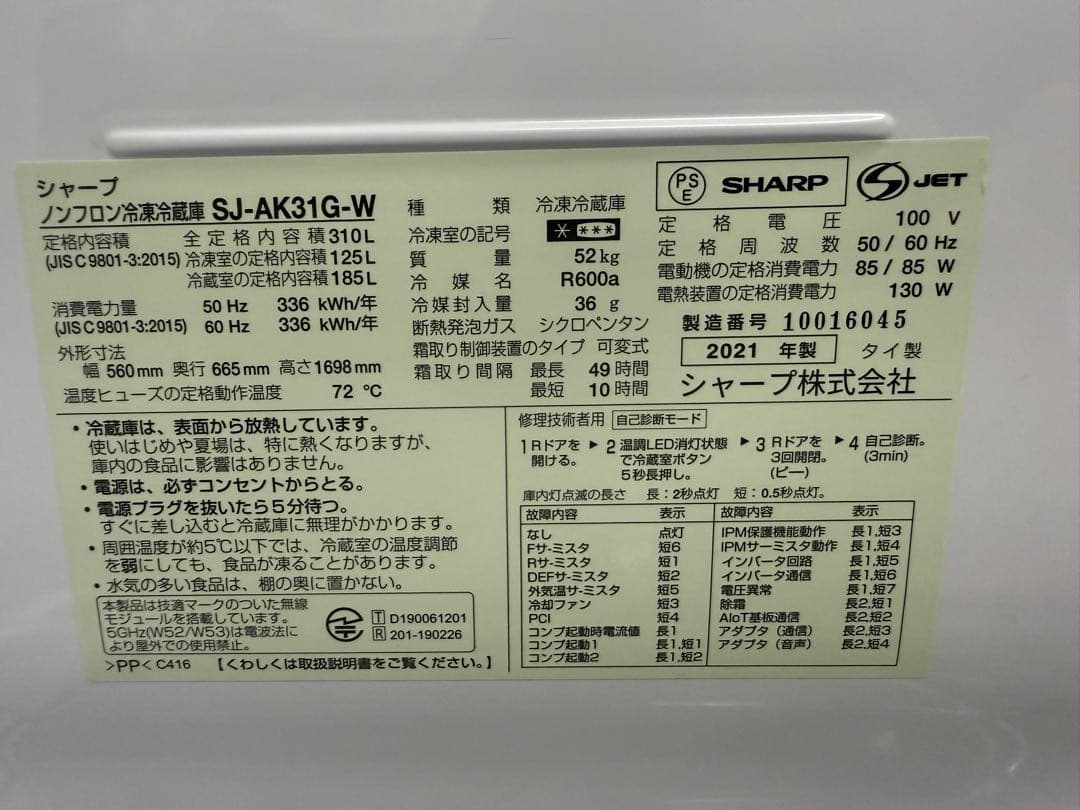 シャープ
ノンフロン冷凍冷蔵庫 SJ-AK31G-W
定格内容積 全定格内容積 310L
(JIS C 9801-3:2015) 冷凍室の定格内容積 125L
冷蔵室の定格内容積 185L
消費電力量 50 Hz 336 kWh/年
(JIS C 9801-3:2015) 60 Hz 336 kWh/年
外形寸法
幅 560mm 奥行 665mm 高さ 1698mm
温度ヒューズの定格動作温度 72 ℃
種類 冷凍冷蔵庫
冷凍室の記号 * ***
質量 52kg
冷媒名 R600a
冷媒封入量 36 g
断熱発泡ガス シクロペンタン
霜取り制御装置のタイプ 可変式
霜取り間隔 最長 49時間
最短 10時間
PS E SHARP S JET
定格電圧 100 V
定格周波数 50/60 Hz
電動機の定格消費電力 85/85 W
電熱装置の定格消費電力 130 W
製造番号 10016045
2021 年製 タイ製
シャープ株式会社
・冷蔵庫は、表面から放熱しています。
使いはじめや夏場は、特に熱くなりますが、
庫内の食品に影響はありません。
・電源は、必ずコンセントからとる。
・電源プラグを抜いたら5分待つ。
すぐに差し込むと冷蔵庫に無理がかかります。
・周囲温度が約5℃以下では、冷蔵室の温度調節
を弱にしても、食品が凍ることがあります。
・水気の多い食品は、棚の奥に置かない。
本製品は技適マークのついた無線
モジュールを搭載しています。
5GHz(W52/W53)は電波法に
より屋外での使用禁止。
T D190061201
R 201-190226
>PP< C416 【くわしくは取扱説明書をご覧ください。】
修理技術者用 自己診断モード
1 Rドアを開ける。 ▶ 2 温調LED消灯状態で冷蔵室ボタン5秒長押し。 ▶ 3 Rドアを3回開閉。(ピー) ▶ 4 自己診断。(3min)
庫内灯点滅の長さ 長:2秒点灯 短:0.5秒点灯。
故障内容 表示 故障内容 表示
なし 点灯 IPM保護機能動作 長1,短3
Fサ-ミスタ 短6 IPMサーミスタ動作 長1,短4
Rサ-ミスタ 短1 インバータ回路 長1,短5
DEFサ-ミスタ 短2 インバータ通信 長1,短6
外気温サ-ミスタ 短5 電圧異常 長1,短7
冷却ファン 短3 除霜 長2,短1
PCI 短4 AIoT基板通信 長2,短2
コンプ起動時電流値 長1 アダプタ(通信) 長2,短3
コンプ起動1 長1,短1 アダプタ(音声) 長2,短4
コンプ起動2 長1,短2